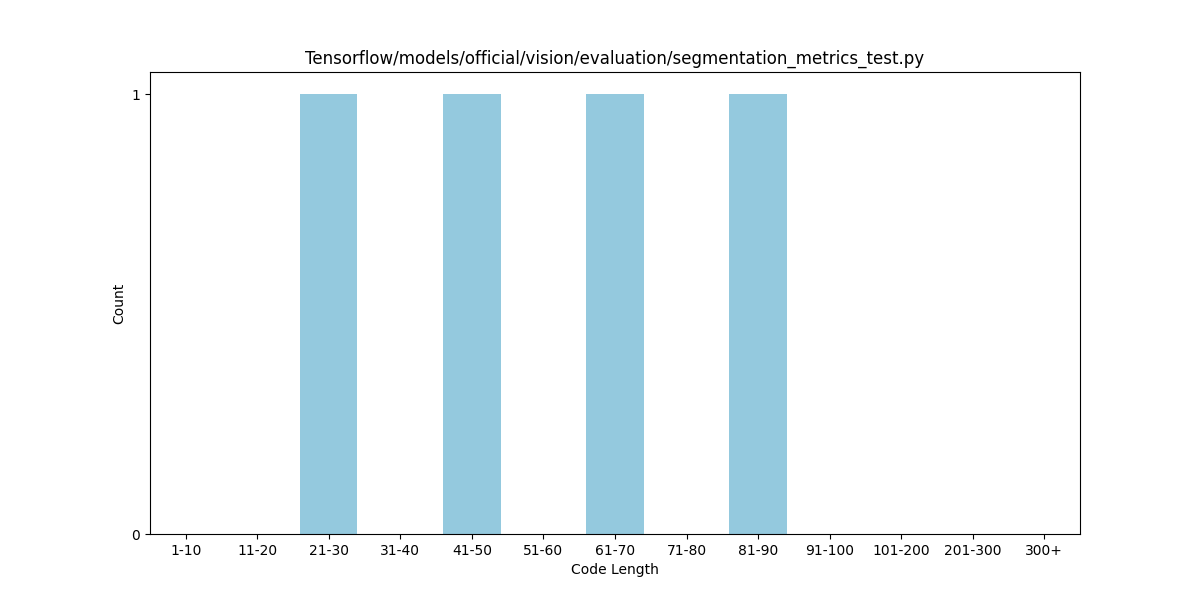 Tensorflow/models/official/vision/evaluation/segmentation_metrics_test.py
1
Count
0
1-10 11-20 21-30 31-40 41-50 51-60 61-70 71-80 81-90 91-100 101-200 201-300 300+
Code Length